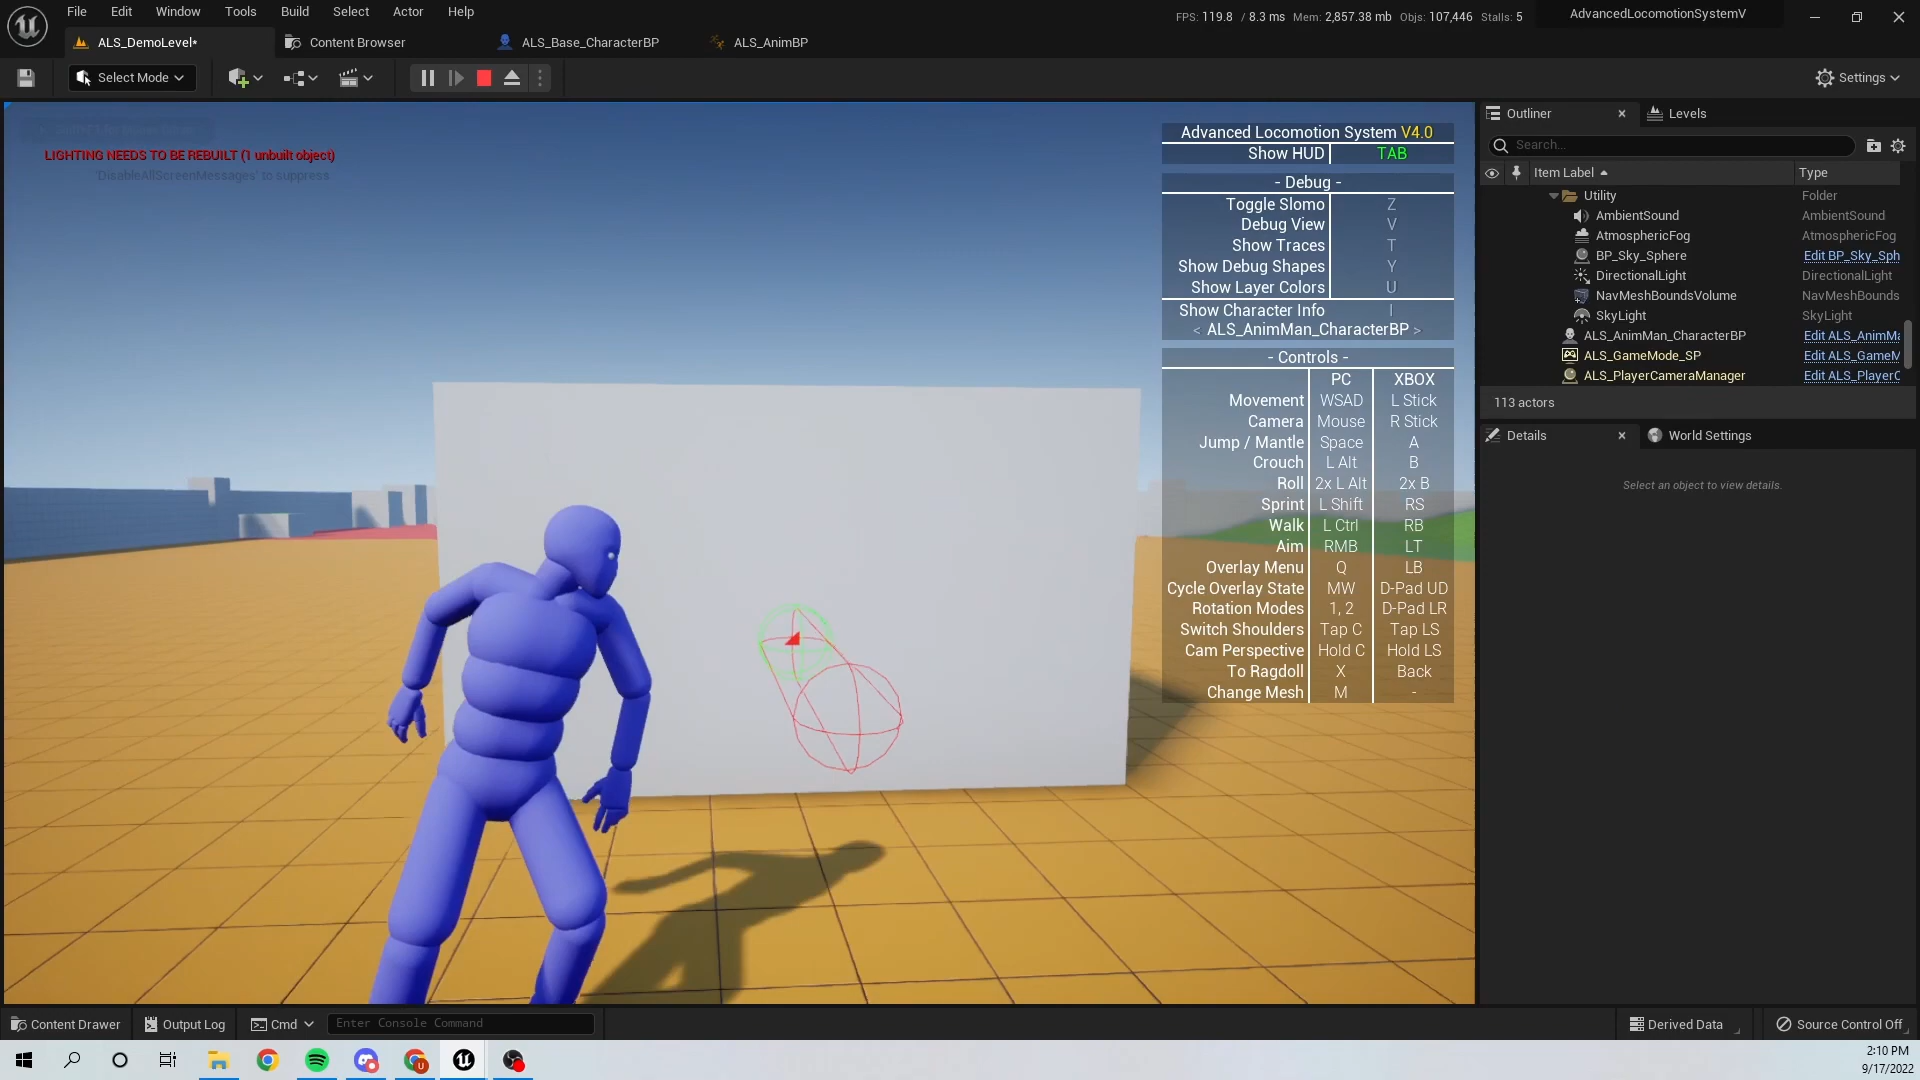 File Edit Window Tools Build Select Actor Help
FPS: 119.8 / 8.3 ms Mem: 2,857.38 mb Objs: 107,446 Stalls: 5
AdvancedLocomotionSystemV
ALS_DemoLevel*
Content Browser
ALS_Base_CharacterBP
ALS_AnimBP
Select Mode
Settings
LIGHTING NEEDS TO BE REBUILT (1 unbuilt object)
'DisableAllScreenMessages' to suppress
Advanced Locomotion System V4.0
Show HUD TAB
- Debug -
Toggle Slomo Z
Debug View V
Show Traces T
Show Debug Shapes Y
Show Layer Colors U
Show Character Info I
< ALS_AnimMan_CharacterBP >
- Controls -
PC XBOX
Movement WSAD L Stick
Camera Mouse R Stick
Jump / Mantle Space A
Crouch L Alt B
Roll 2x L Alt 2x B
Sprint L Shift RS
Walk L Ctrl RB
Aim RMB LT
Overlay Menu Q LB
Cycle Overlay State MW D-Pad UD
Rotation Modes 1, 2 D-Pad LR
Switch Shoulders Tap C Tap LS
Cam Perspective Hold C Hold LS
To Ragdoll X Back
Change Mesh M -
Outliner
Levels
Search...
Item Label Type
Utility Folder
AmbientSound AmbientSound
AtmosphericFog AtmosphericFog
BP_Sky_Sphere Edit BP_Sky_Sph
DirectionalLight DirectionalLight
NavMeshBoundsVolume NavMeshBounds
SkyLight SkyLight
ALS_AnimMan_CharacterBP Edit ALS_AnimMa
ALS_GameMode_SP Edit ALS_GameM
ALS_PlayerCameraManager Edit ALS_PlayerC
113 actors
Details
World Settings
Select an object to view details.
Content Drawer
Output Log
Cmd
Enter Console Command
Derived Data
Source Control Off
2:10 PM
9/17/2022